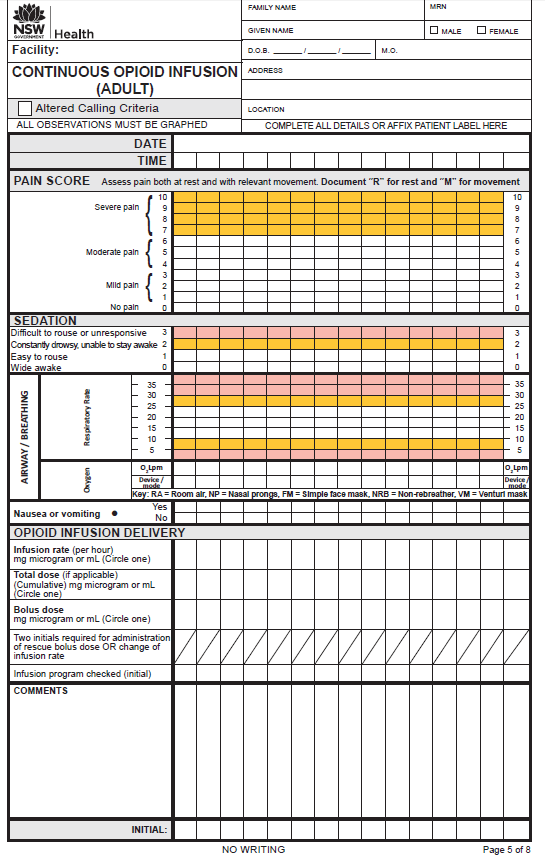 FAMILY NAME
MRN
NSW
GOVERNMENT
Health
GIVEN NAME
MALE
FEMALE
Facility:
D.O.B. ____/____/____
M.O.
CONTINUOUS OPIOID INFUSION
(ADULT)
ADDRESS
Altered Calling Criteria
LOCATION
ALL OBSERVATIONS MUST BE GRAPHED
COMPLETE ALL DETAILS OR AFFIX PATIENT LABEL HERE
DATE
TIME
PAIN SCORE Assess pain both at rest and with relevant movement. Document "R" for rest and "M" for movement
10 10
Severe pain 9 9
8 8
7 7
6 6
Moderate pain 5 5
4 4
3 3
Mild pain 2 2
1 1
No pain 0 0
SEDATION
Difficult to rouse or unresponsive 3 3
Constantly drowsy, unable to stay awake 2 2
Easy to rouse 1 1
Wide awake 0 0
AIRWAY / BREATHING
Respiratory Rate
35 35
30 30
25 25
20 20
15 15
10 10
5 5
Oxygen
O2Lpm O2Lpm
Device / mode Device / mode
Key: RA = Room air, NP = Nasal prongs, FM = Simple face mask, NRB = Non-rebreather, VM = Venturi mask
Nausea or vomiting • Yes
No
OPIOID INFUSION DELIVERY
Infusion rate (per hour)
mg microgram or mL (Circle one)
Total dose (if applicable)
(Cumulative) mg microgram or mL
(Circle one)
Bolus dose
mg microgram or mL (Circle one)
Two initials required for administration
of rescue bolus dose OR change of
infusion rate
Infusion program checked (initial)
COMMENTS
INITIAL:
NO WRITING
Page 5 of 8